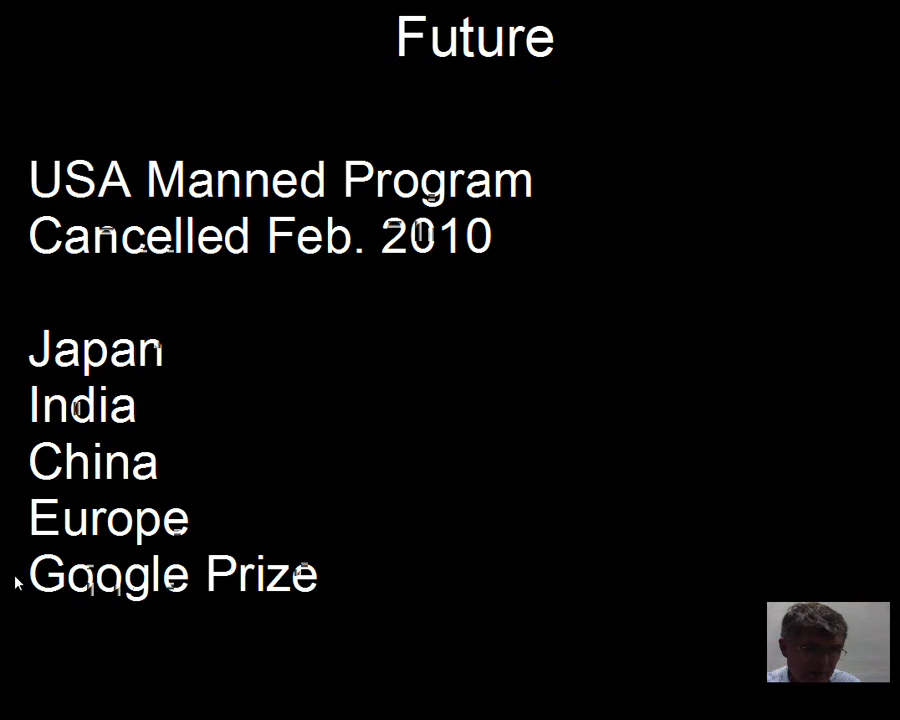 Future
USA Manned Program
Cancelled Feb. 2010
Japan
India
China
Europe
Google Prize